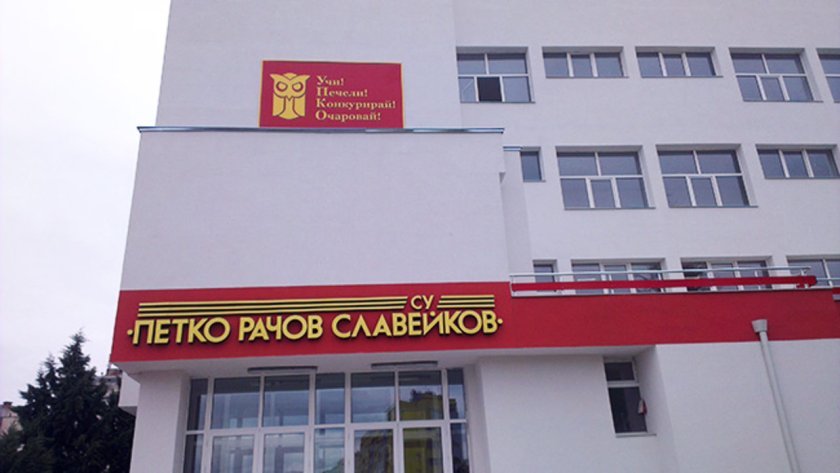 Учи!
Печели!
Конкурирай!
Очаровай!
СУ
·ПЕТКО РАЧОВ СЛАВЕЙКОВ·